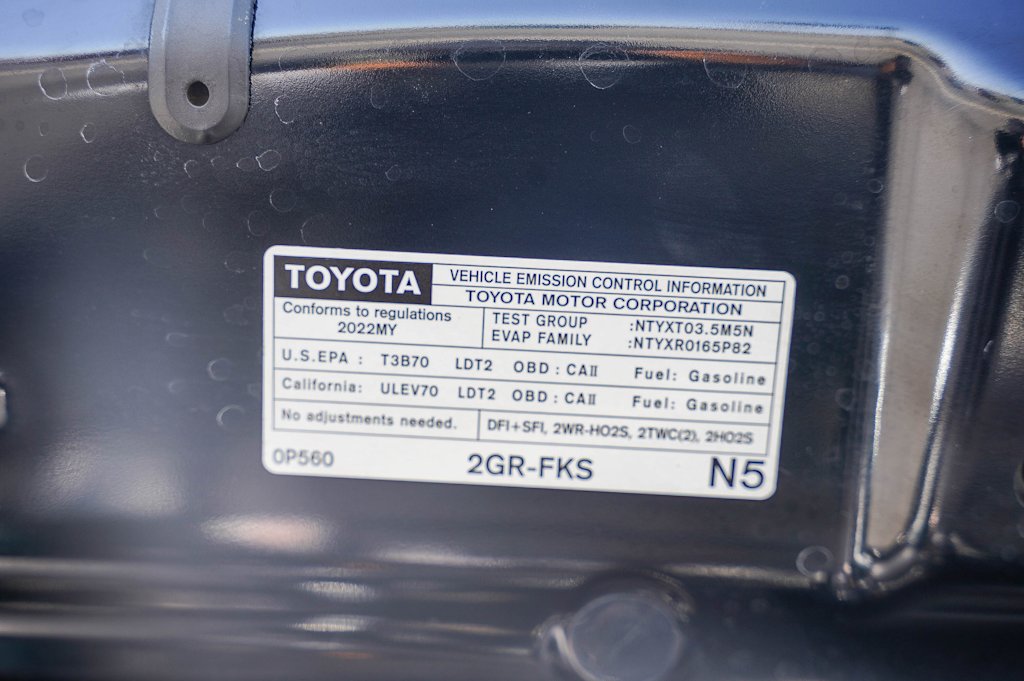 TOYOTA VEHICLE EMISSION CONTROL INFORMATION
TOYOTA MOTOR CORPORATION
Conforms to regulations
2022MY
TEST GROUP :NTYXT03.5M5N
EVAP FAMILY :NTYXR0165P82
U.S.EPA : T3B70 LDT2 OBD : CAII Fuel: Gasoline
California: ULEV70 LDT2 OBD : CAII Fuel: Gasoline
No adjustments needed. DFI+SFI, 2WR-HO2S, 2TWC(2), 2HO2S
0P560 2GR-FKS N5